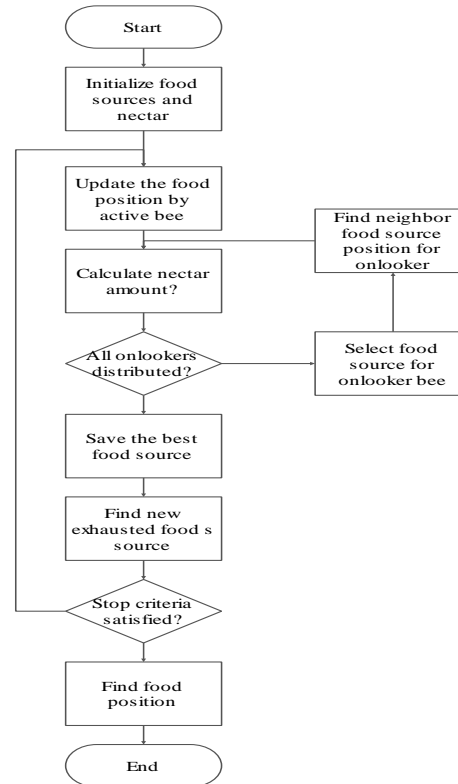 Start
Initialize food
sources and
nectar
Update the food
position by
active bee
Find neighbor
food source
position for
onlooker
Calculate nectar
amount?
All onlookers
distributed?
Select food
source for
onlooker bee
Save the best
food source
Find new
exhausted food s
source
Stop criteria
satisfied?
Find food
position
End